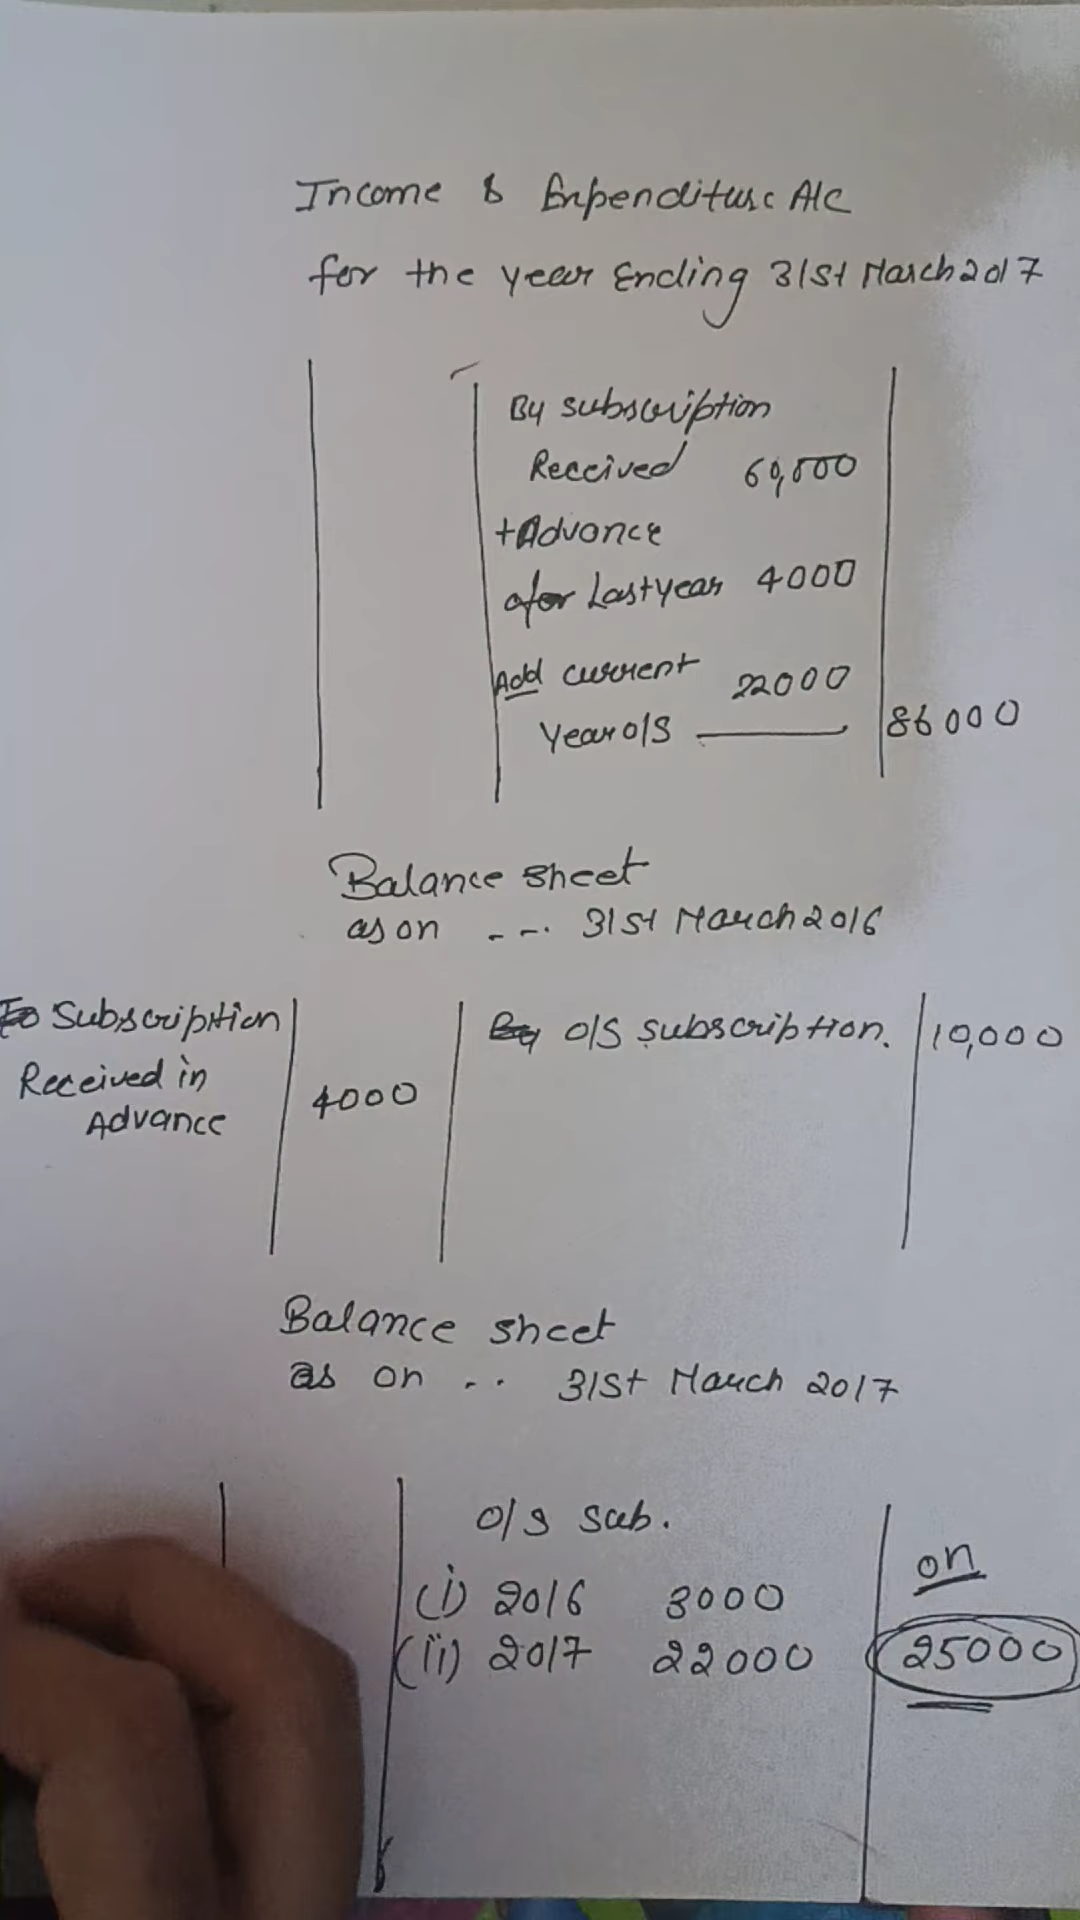 Income & Expenditure A/C
for the year Ending 31st March 2017
By subscription
Received 60,000
+Advance
for Last year 4000
Add current 22000
Year o/s 86000
Balance sheet
as on --. 31st March 2016
To Subscription
Received in
Advance 4000
By o/s subscription. 10,000
Balance sheet
as on .. 31st March 2017
o/s sub.
on
(i) 2016 3000
(ii) 2017 22000 25000